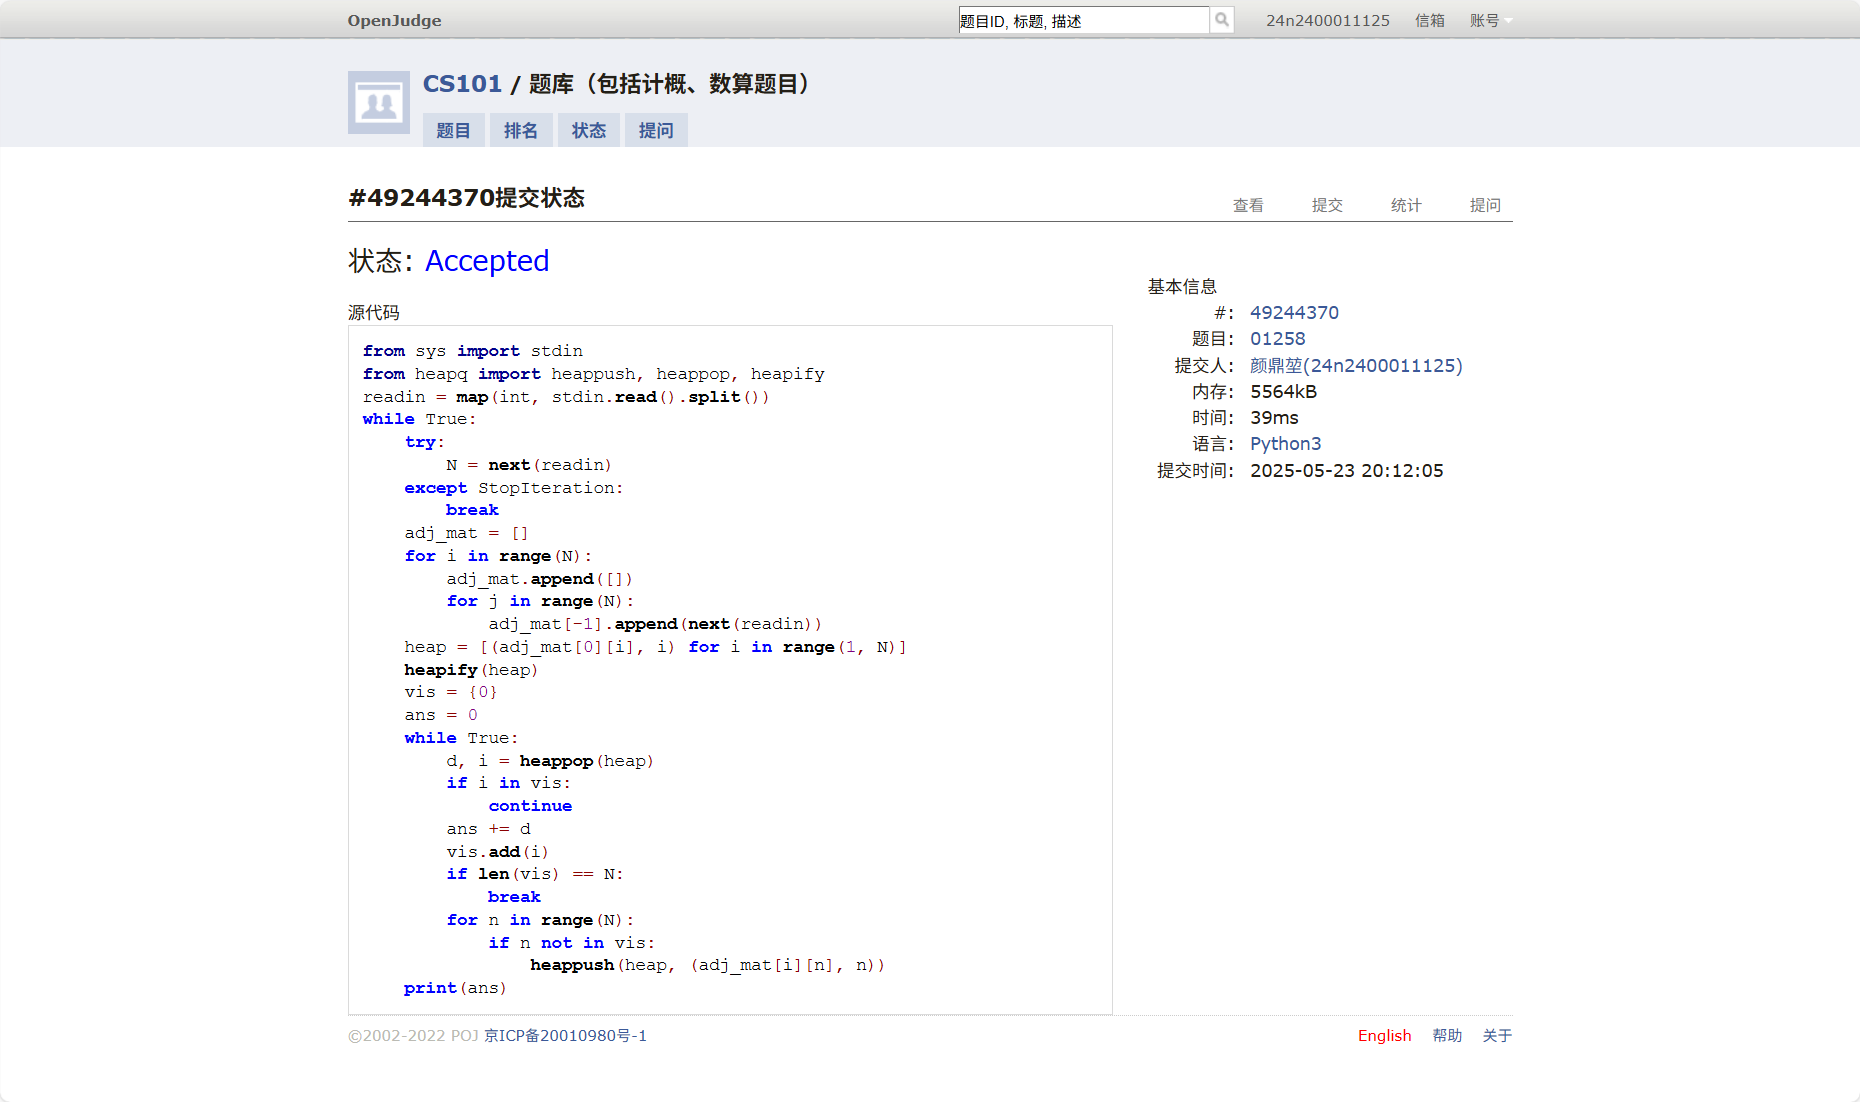 OpenJudge
题目ID, 标题, 描述
24n2400011125 信箱 账号
CS101 / 题库（包括计概、数算题目）
题目 排名 状态 提问
#49244370提交状态
查看 提交 统计 提问
状态: Accepted
源代码
from sys import stdin
from heapq import heappush, heappop, heapify
readin = map(int, stdin.read().split())
while True:
    try:
        N = next(readin)
    except StopIteration:
        break
    adj_mat = []
    for i in range(N):
        adj_mat.append([])
        for j in range(N):
            adj_mat[-1].append(next(readin))
    heap = [(adj_mat[0][i], i) for i in range(1, N)]
    heapify(heap)
    vis = {0}
    ans = 0
    while True:
        d, i = heappop(heap)
        if i in vis:
            continue
        ans += d
        vis.add(i)
        if len(vis) == N:
            break
        for n in range(N):
            if n not in vis:
                heappush(heap, (adj_mat[i][n], n))
    print(ans)
基本信息
#: 49244370
题目: 01258
提交人: 颜鼎堃(24n2400011125)
内存: 5564kB
时间: 39ms
语言: Python3
提交时间: 2025-05-23 20:12:05
©2002-2022 POJ 京ICP备20010980号-1
English 帮助 关于